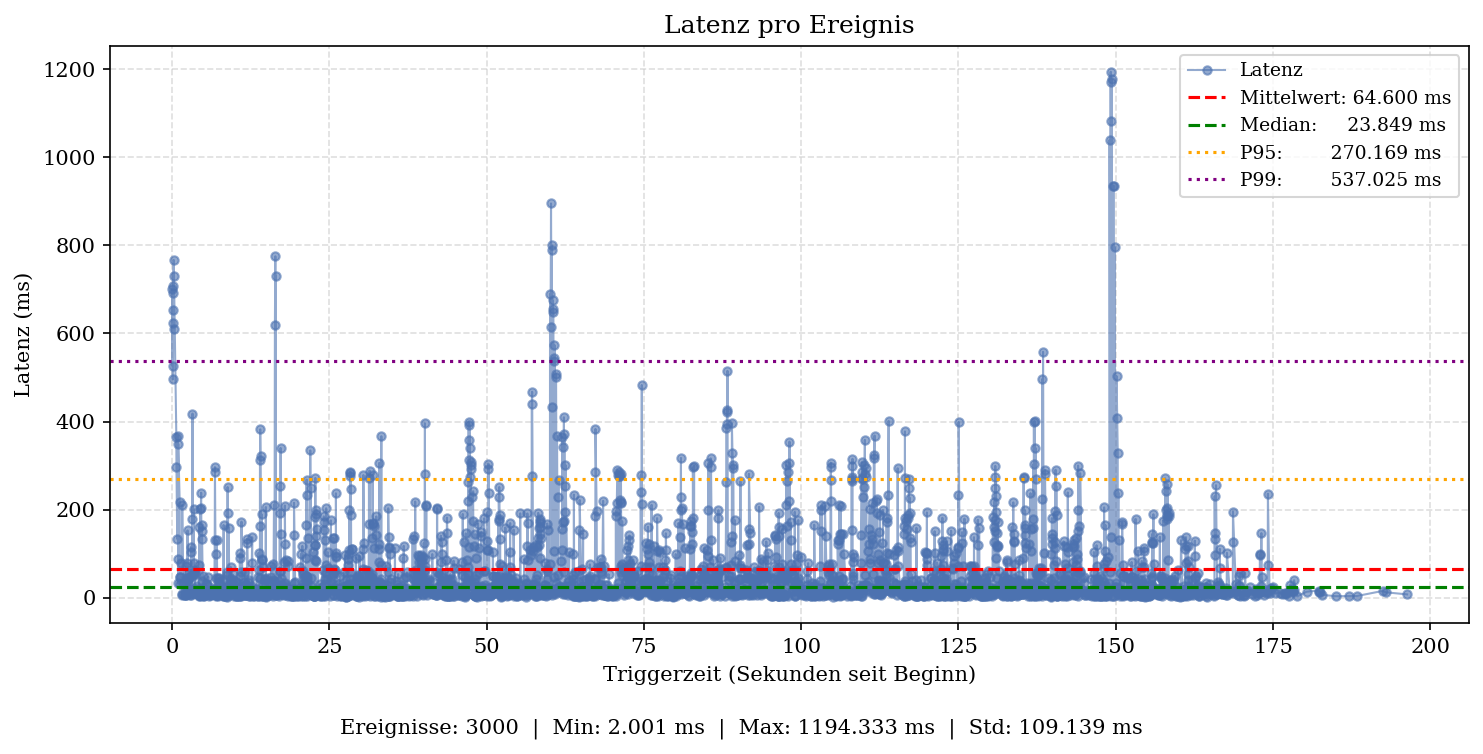 Latenz pro Ereignis
Latenz (ms)
1200
1000
800
600
400
200
0
Latenz
Mittelwert: 64.600 ms
Median: 23.849 ms
P95: 270.169 ms
P99: 537.025 ms
0 25 50 75 100 125 150 175 200
Triggerzeit (Sekunden seit Beginn)
Ereignisse: 3000 | Min: 2.001 ms | Max: 1194.333 ms | Std: 109.139 ms